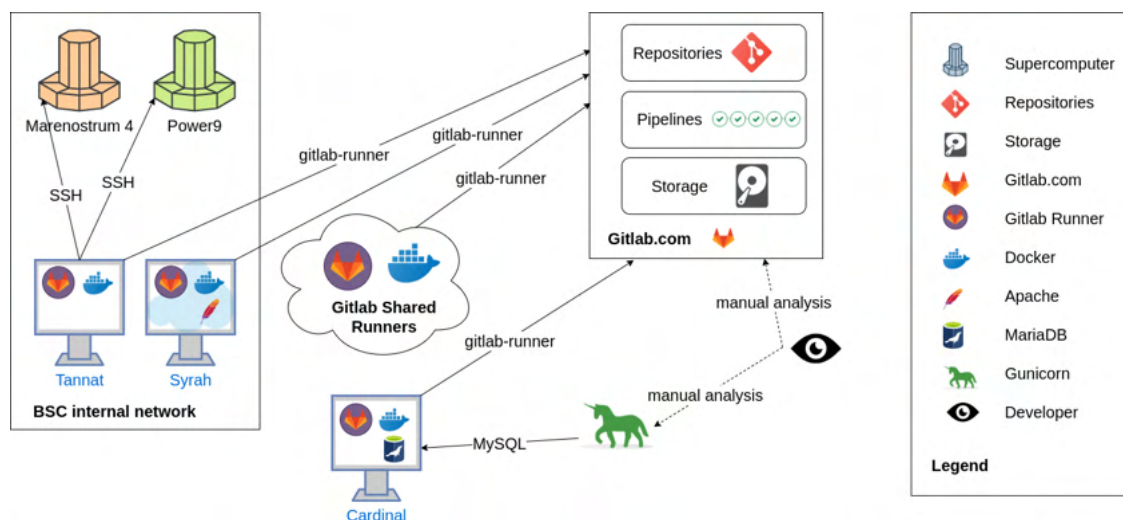 Marenostrum 4
Power9
SSH
SSH
Tannat
Syrah
BSC internal network
gitlab-runner
gitlab-runner
gitlab-runner
Gitlab Shared
Runners
gitlab-runner
Repositories
Pipelines
Storage
Gitlab.com
manual analysis
manual analysis
MySQL
Cardinal
Supercomputer
Repositories
Storage
Gitlab.com
Gitlab Runner
Docker
Apache
MariaDB
Gunicorn
Developer
Legend